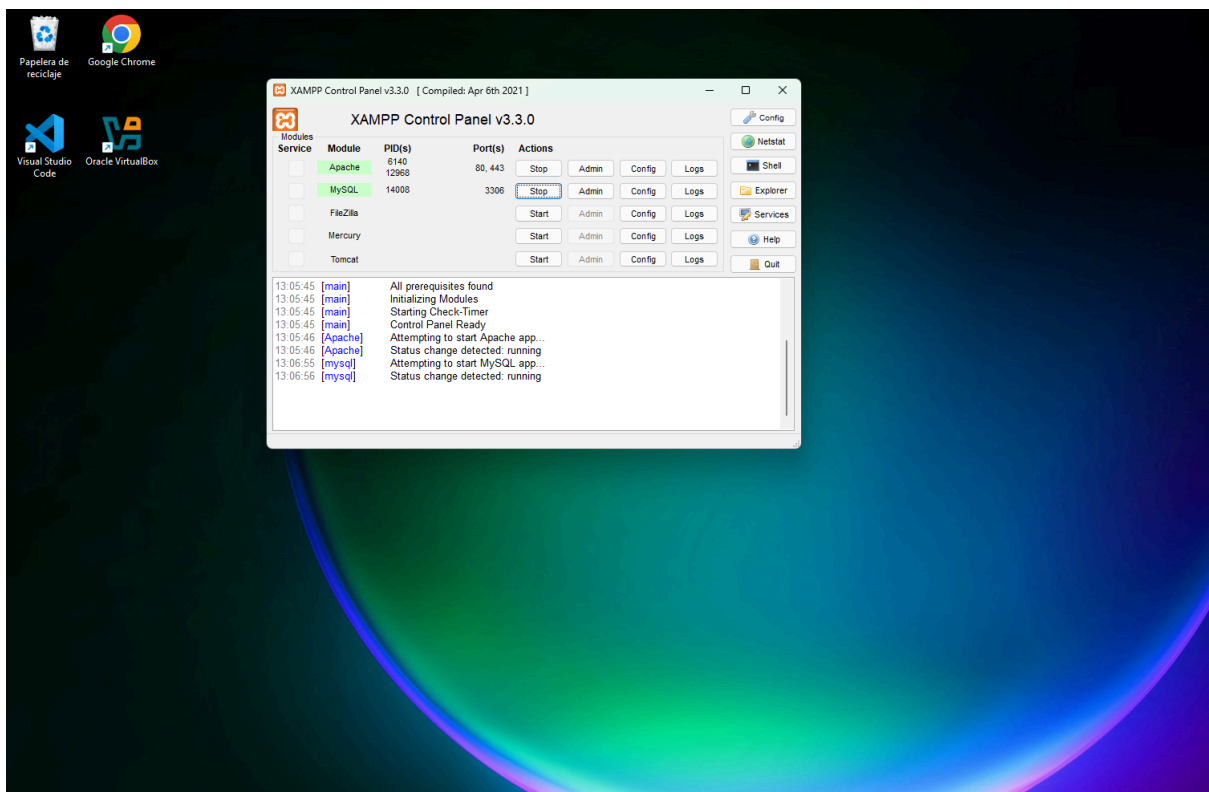 Papelera de
reciclaje
Google Chrome
Visual Studio
Code
Oracle VirtualBox
XAMPP Control Panel v3.3.0 [ Compiled: Apr 6th 2021 ]
XAMPP Control Panel v3.3.0
Config
Modules
Service Module PID(s) Port(s) Actions
Netstat
Apache 6140 12968 80, 443 Stop Admin Config Logs
Shell
MySQL 14008 3306 Stop Admin Config Logs
Explorer
FileZilla Start Admin Config Logs
Services
Mercury Start Admin Config Logs
Help
Tomcat Start Admin Config Logs
Quit
13:05:45 [main] All prerequisites found
13:05:45 [main] Initializing Modules
13:05:45 [main] Starting Check-Timer
13:05:45 [main] Control Panel Ready
13:05:46 [Apache] Attempting to start Apache app...
13:05:46 [Apache] Status change detected: running
13:06:55 [mysql] Attempting to start MySQL app...
13:06:56 [mysql] Status change detected: running